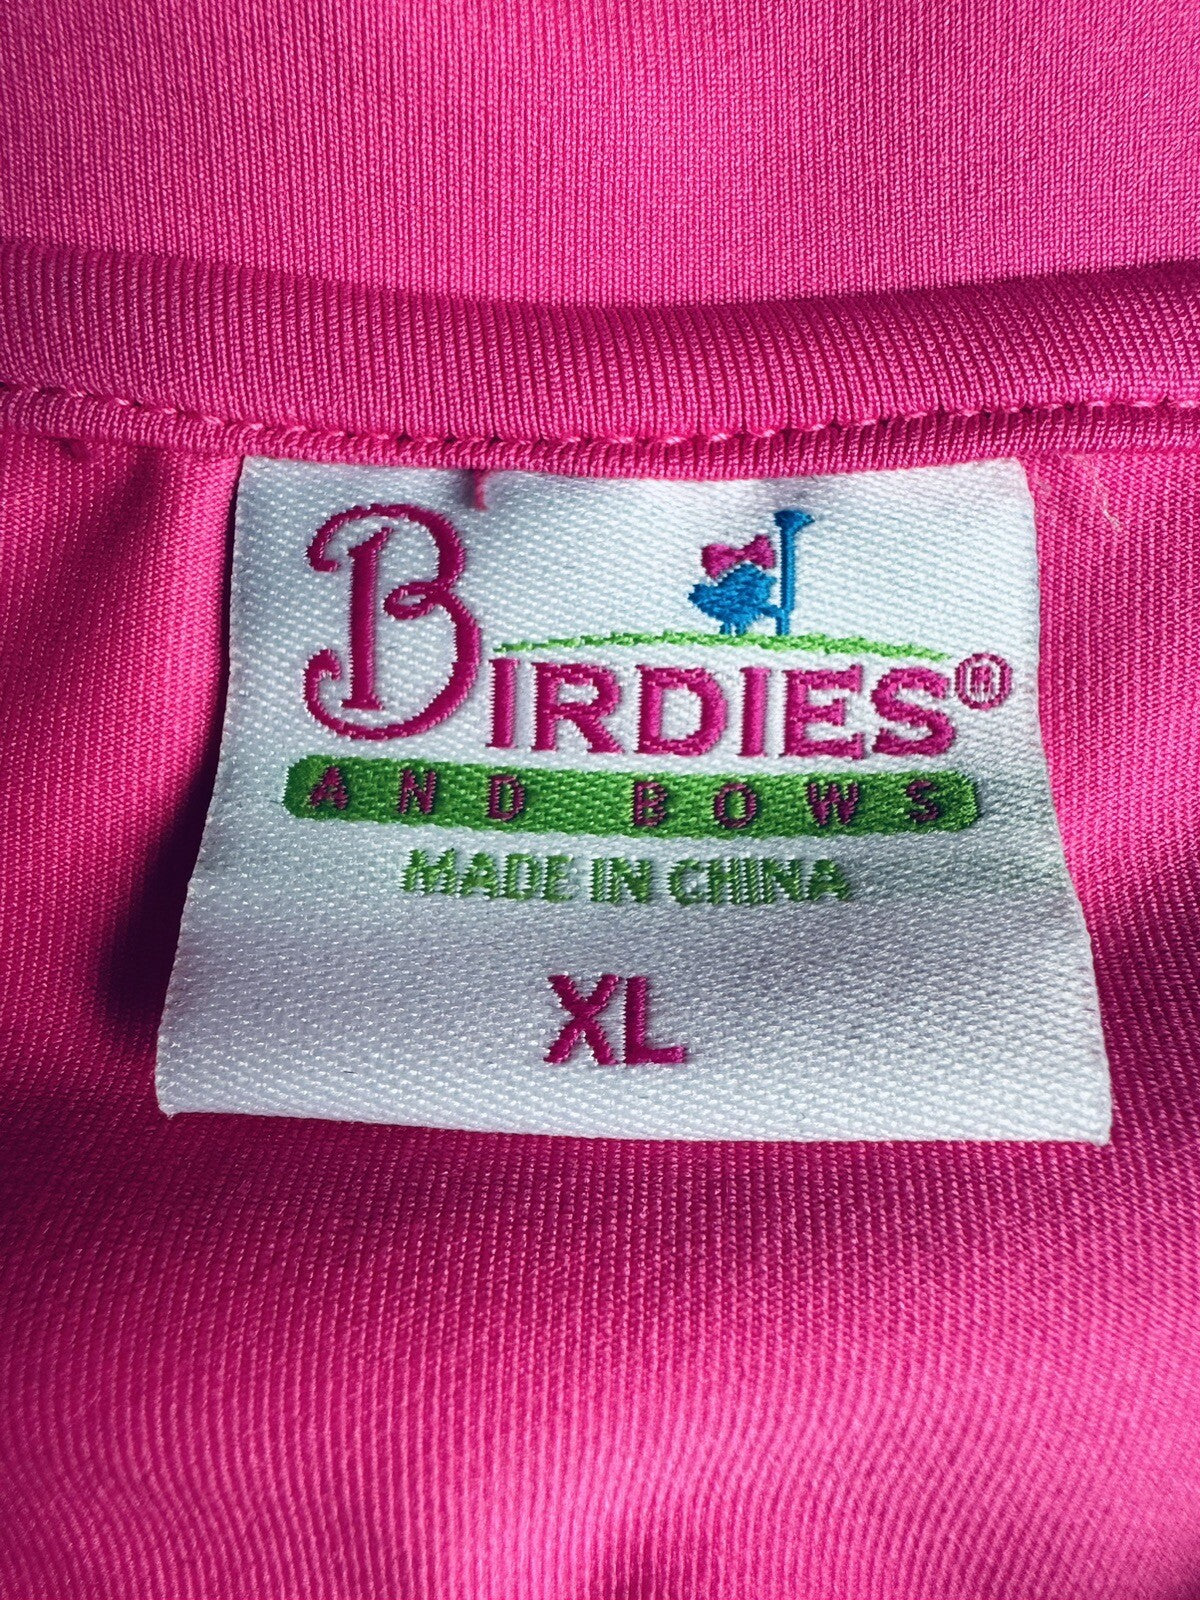 BIRDIES®
AND BOWS
MADE IN CHINA
XL